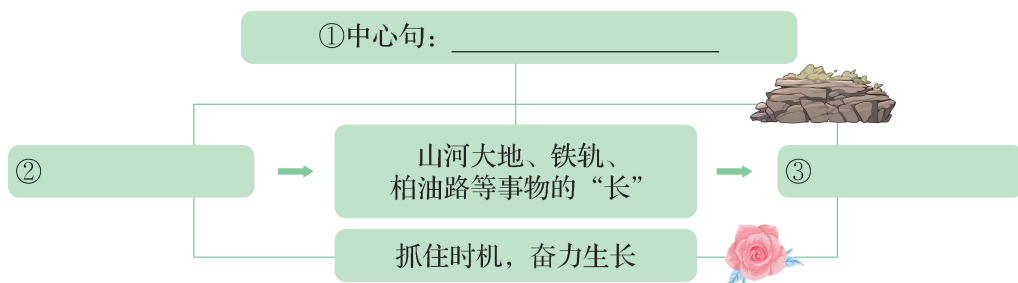 ①中心句：
②
山河大地、铁轨、
柏油路等事物的“长”
③
抓住时机，奋力生长